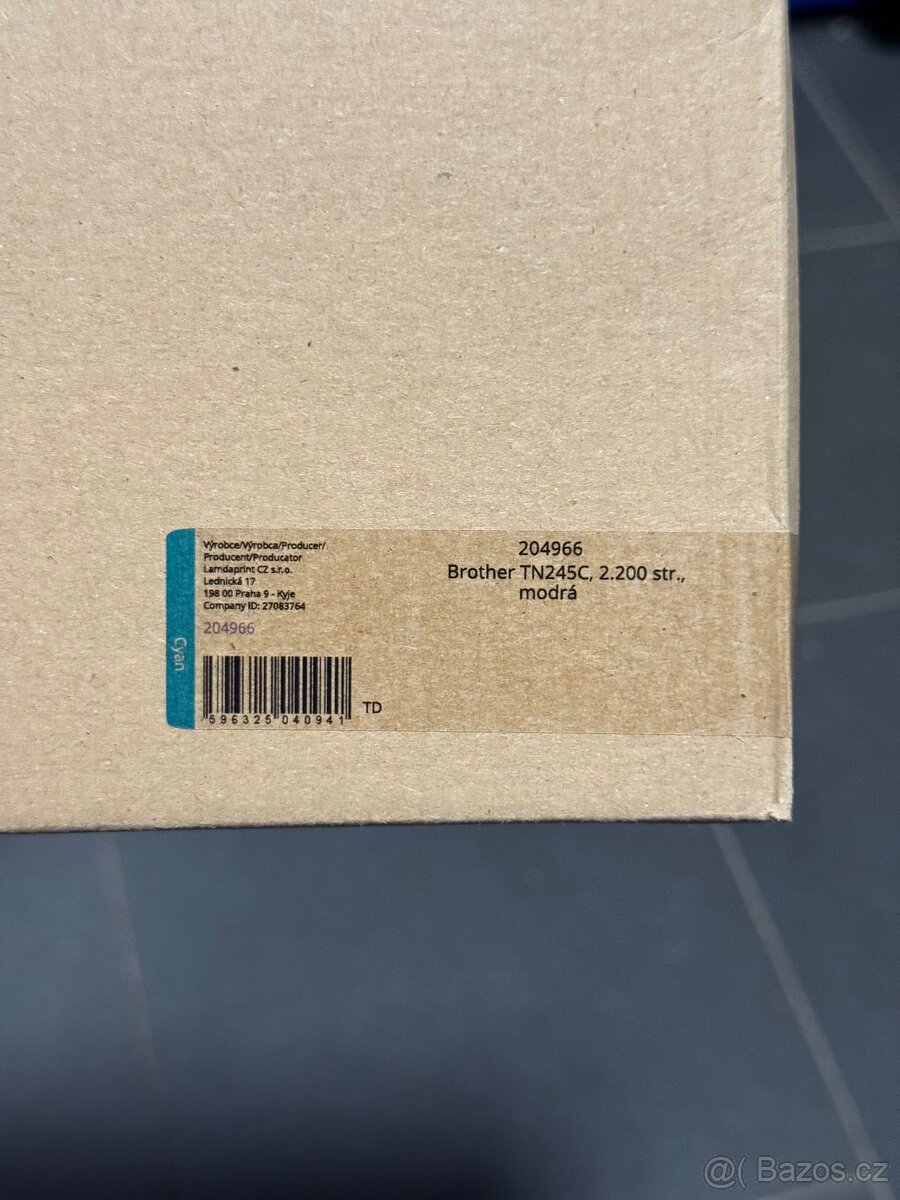 Výrobce/Výrobca/Producer/
Producent/Producator
Lamdaprint CZ s.r.o.
Lednická 17
198 00 Praha 9 - Kyje
Company ID: 27083764
204966
Cyan
596325 040941
TD
204966
Brother TN245C, 2.200 str.,
modrá
@( Bazos.cz